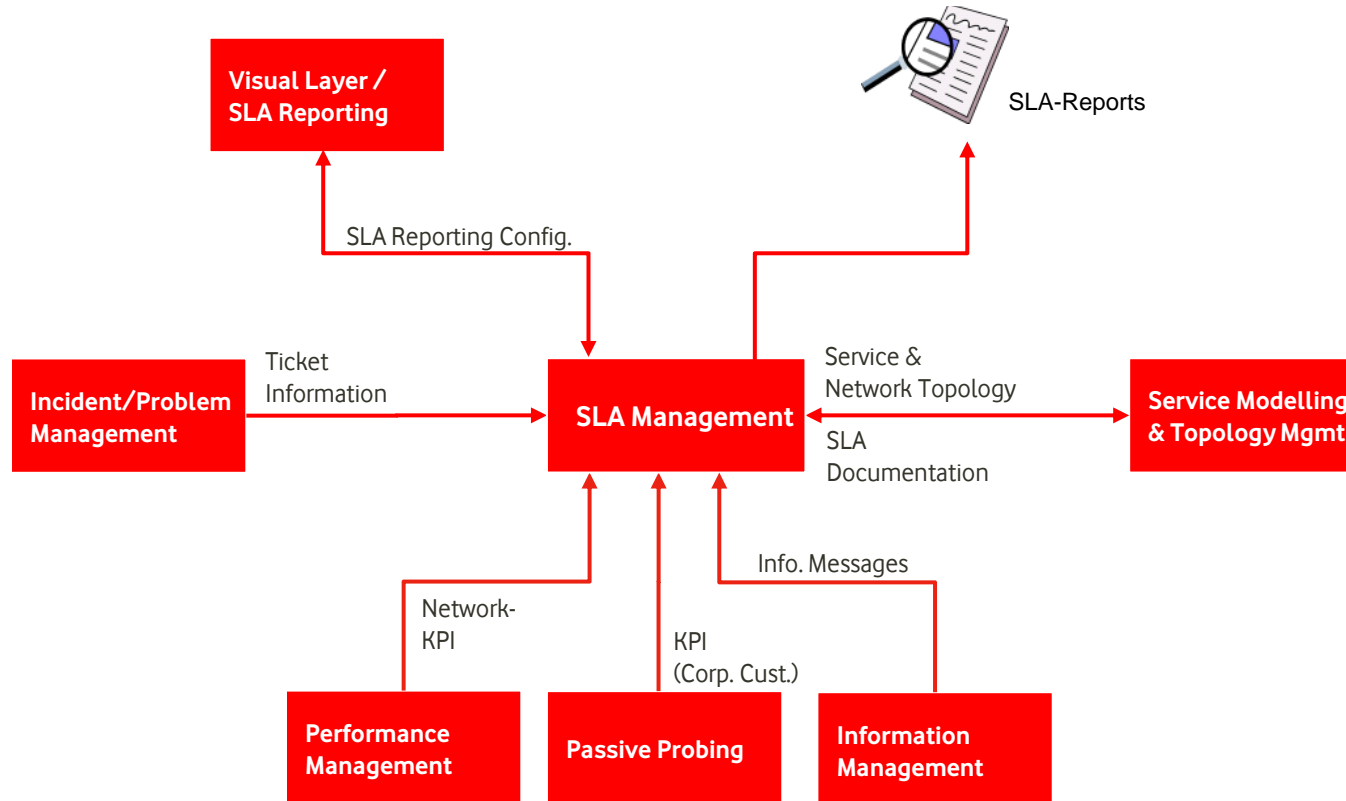 Visual Layer /
SLA Reporting
SLA-Reports
SLA Reporting Config.
Ticket
Information
Service &
Network Topology
Incident/Problem
Management
SLA Management
Service Modelling
& Topology Mgmt
SLA
Documentation
Info. Messages
Network-
KPI
KPI
(Corp. Cust.)
Performance
Management
Passive Probing
Information
Management